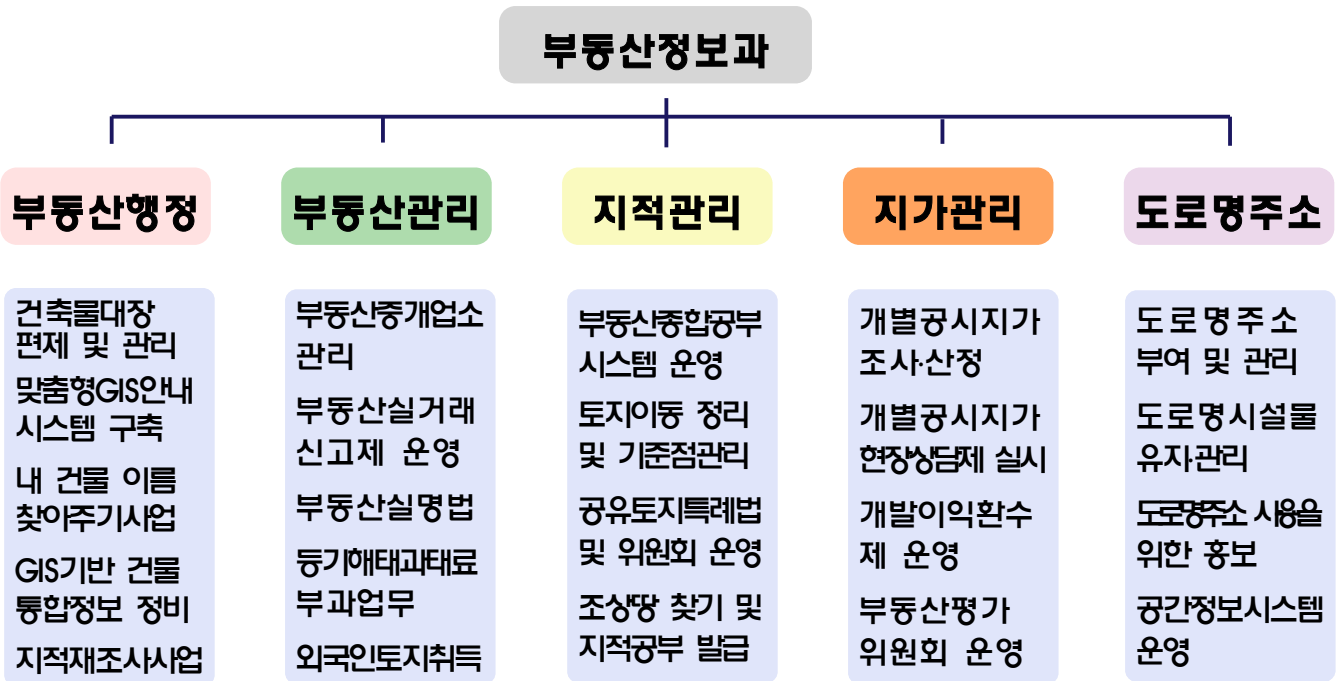 부동산정보과
부동산행정
부동산관리
지적관리
지가관리
도로명주소
건축물대장
편제 및 관리
맞춤형GIS안내
시스템 구축
내 건물 이름
찾아주기사업
GIS기반 건물
통합정보 정비
지적재조사사업
부동산중개업소
관리
부동산실거래
신고제 운영
부동산실명법
등기해태과태료
부과업무
외국인토지취득
부동산종합공부
시스템 운영
토지이동 정리
및 기준점관리
공유토지특례법
및 위원회 운영
조상땅 찾기 및
지적공부 발급
개별공시지가
조사·산정
개별공시지가
현장상담제 실시
개발이익환수
제 운영
부동산평가
위원회 운영
도로명주소
부여 및 관리
도로명시설물
유지·관리
도로명주소 사용을
위한 홍보
공간정보시스템
운영